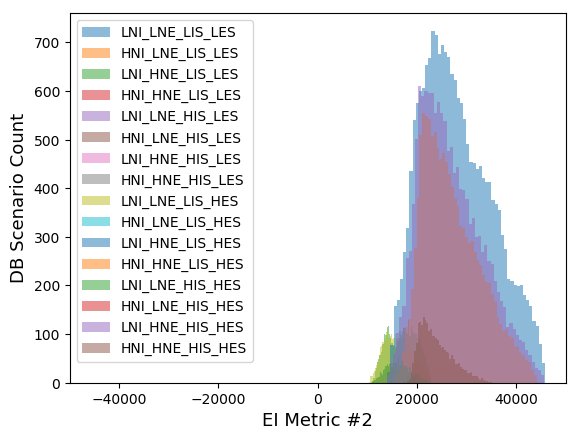 700
600
500
400
300
200
100
0
DB Scenario Count
LNI_LNE_LIS_LES
HNI_LNE_LIS_LES
LNI_HNE_LIS_LES
HNI_HNE_LIS_LES
LNI_LNE_HIS_LES
HNI_LNE_HIS_LES
LNI_HNE_HIS_LES
HNI_HNE_HIS_LES
LNI_LNE_LIS_HES
HNI_LNE_LIS_HES
LNI_HNE_LIS_HES
HNI_HNE_LIS_HES
LNI_LNE_HIS_HES
HNI_LNE_HIS_HES
LNI_HNE_HIS_HES
HNI_HNE_HIS_HES
−40000 −20000 0 20000 40000
EI Metric #2